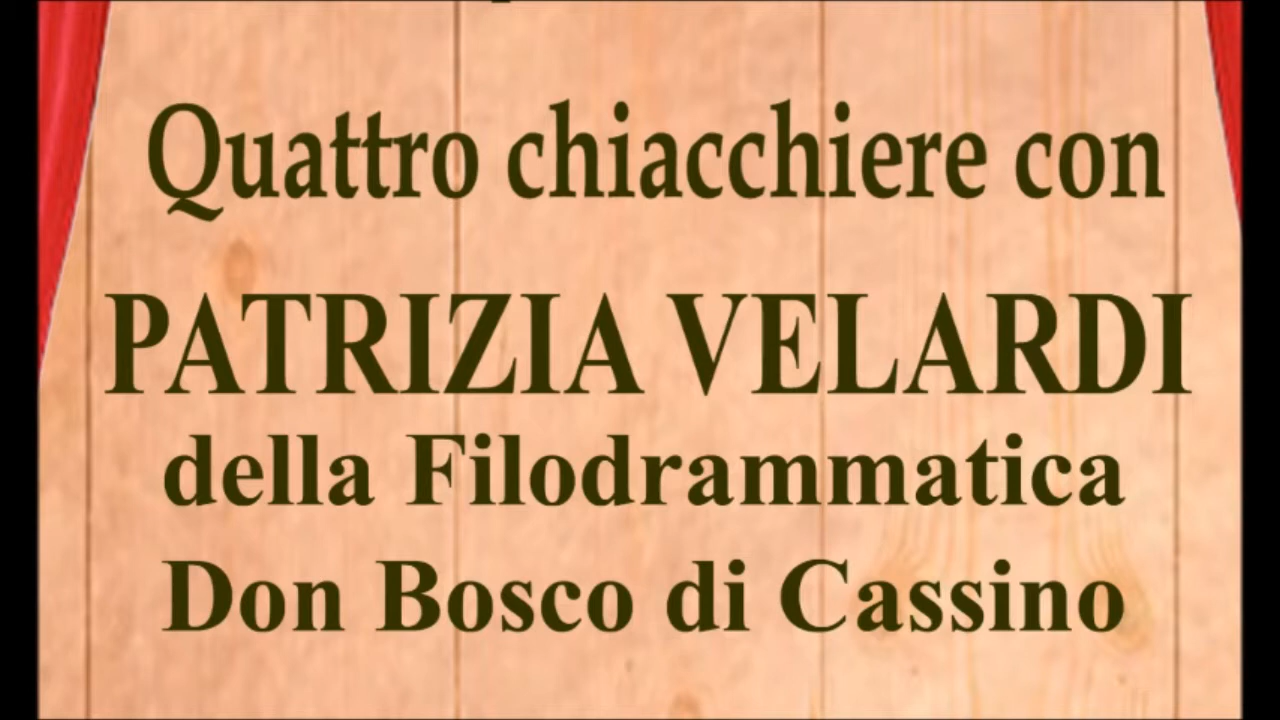 Quattro chiacchiere con
PATRIZIA VELARDI
della Filodrammatica
Don Bosco di Cassino